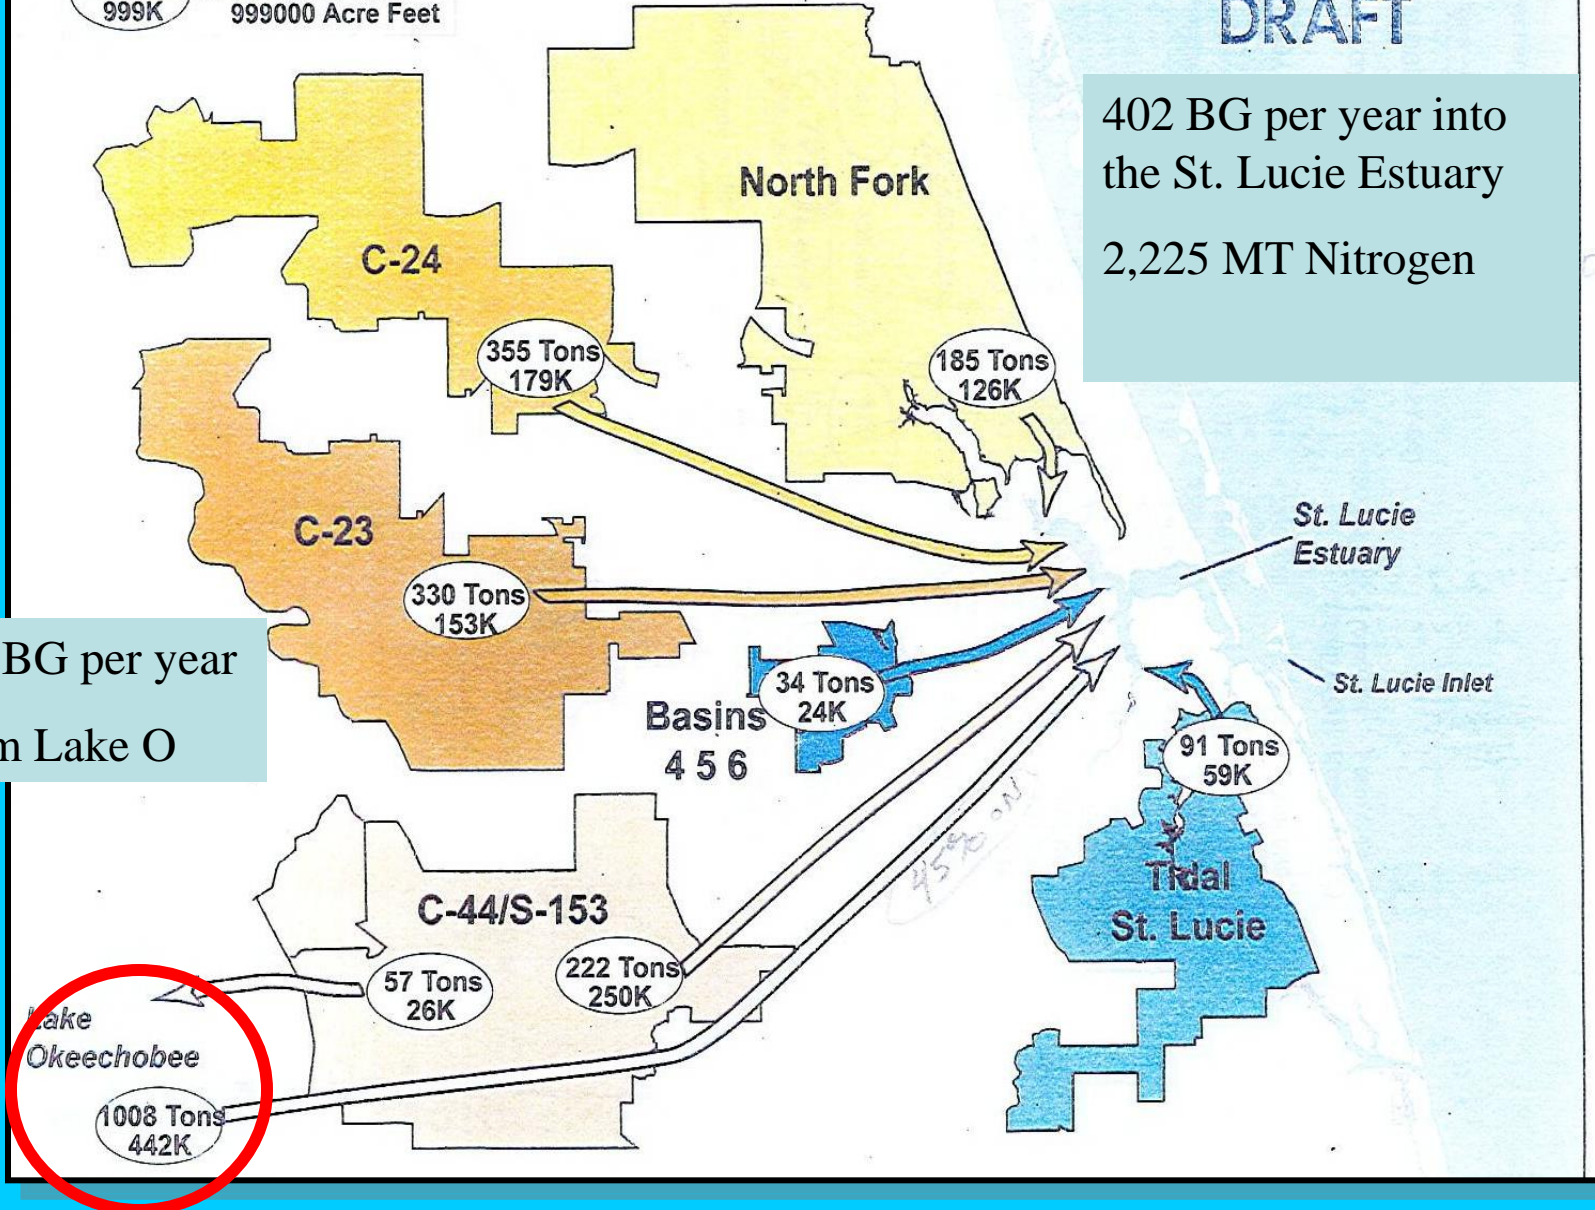 999K
999000 Acre Feet
DRAFT
402 BG per year into
the St. Lucie Estuary
2,225 MT Nitrogen
North Fork
C-24
355 Tons
179K
185 Tons
126K
C-23
St. Lucie
Estuary
330 Tons
153K
BG per year
Lake O
34 Tons
24K
Basins
4 5 6
St. Lucie Inlet
91 Tons
59K
45%
Tidal
St. Lucie
C-44/S-153
57 Tons
26K
222 Tons
250K
Lake
Okeechobee
1008 Tons
442K